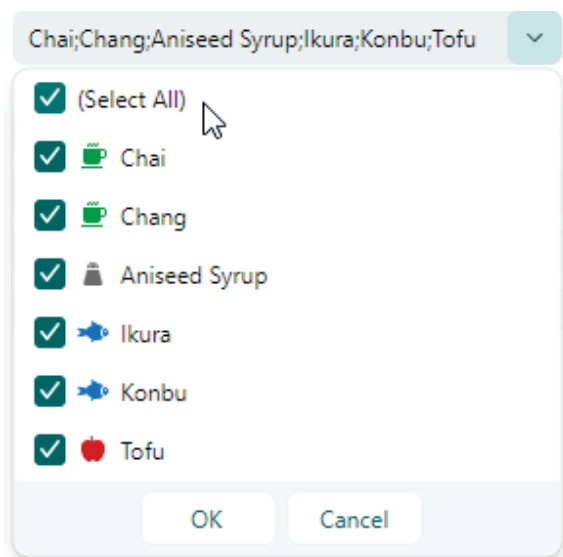 Chai;Chang;Aniseed Syrup;Ikura;Konbu;Tofu
(Select All)
Chai
Chang
Aniseed Syrup
Ikura
Konbu
Tofu
OK Cancel